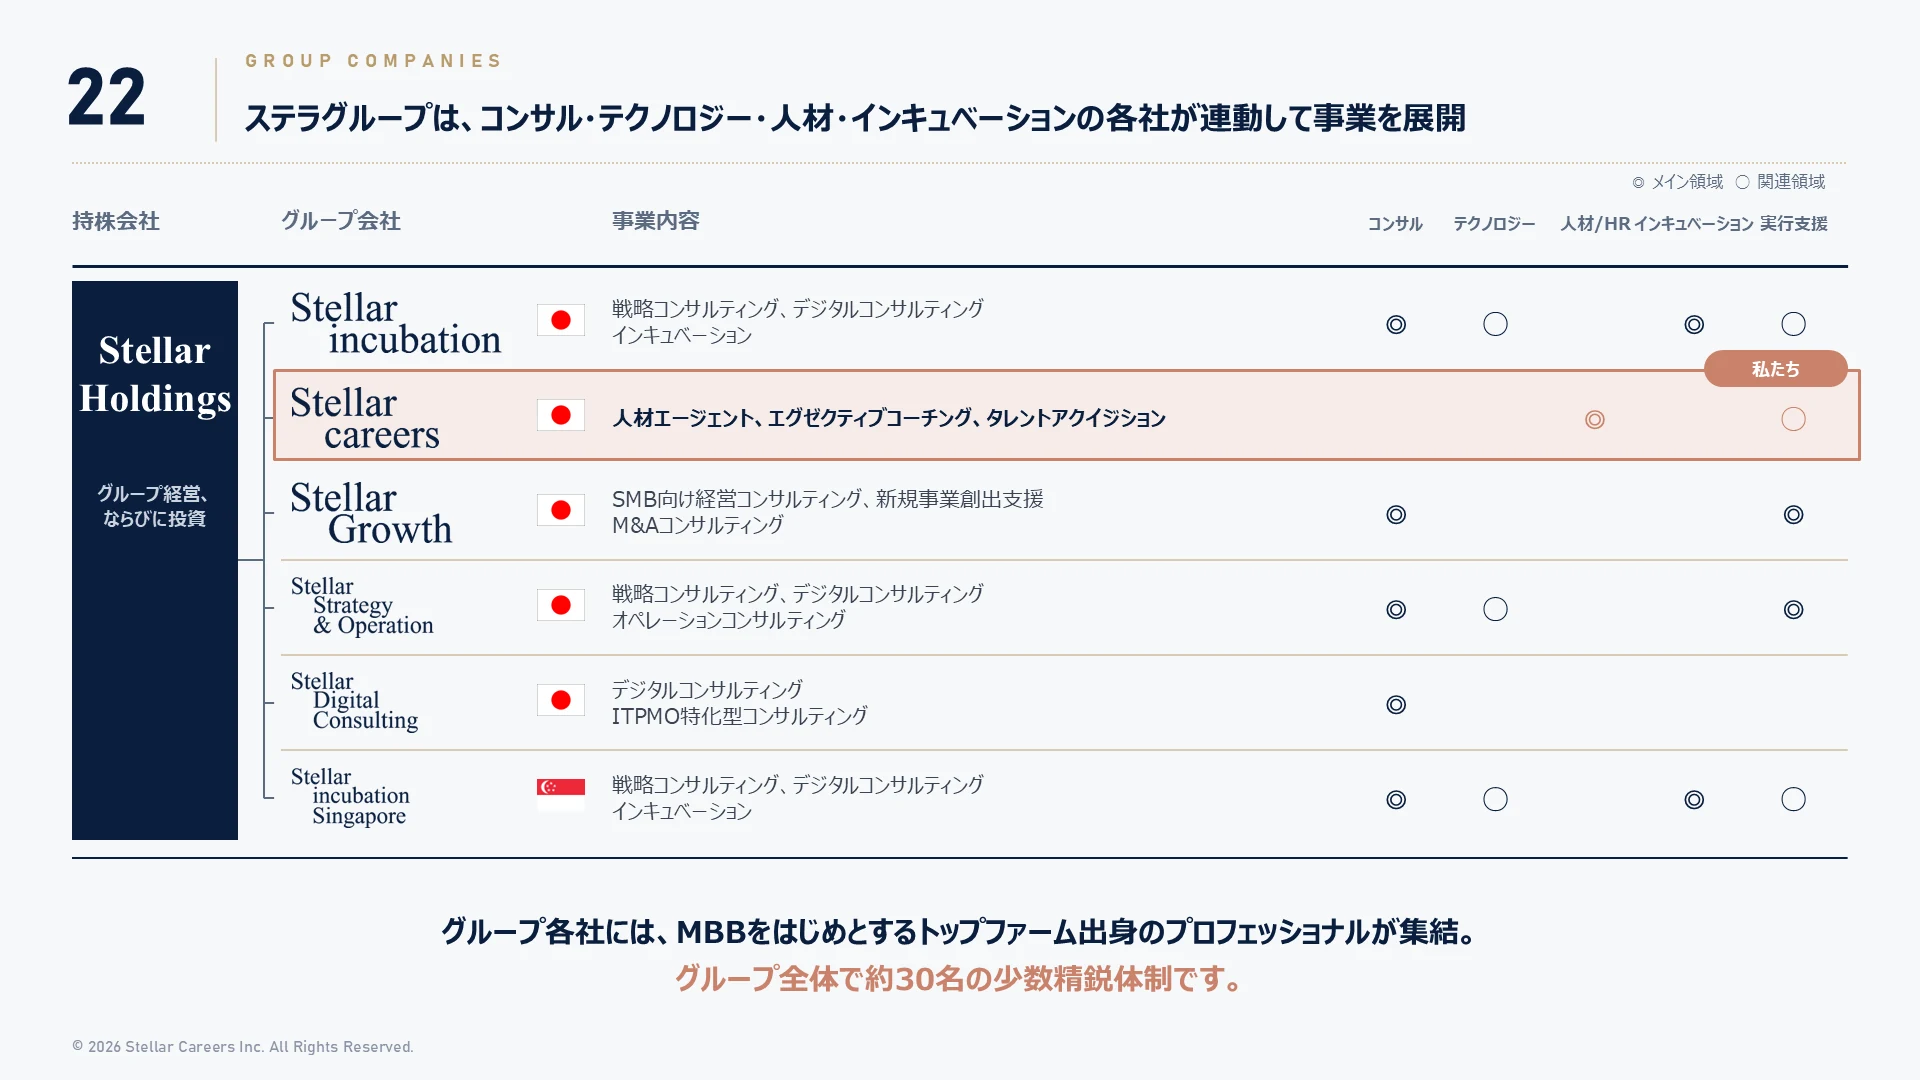 22
GROUP COMPANIES
ステラグループは、コンサル・テクノロジー・人材・インキュベーションの各社が連動して事業を展開
◎ メイン領域 ○ 関連領域
持株会社 グループ会社 事業内容 コンサル テクノロジー 人材/HR インキュベーション 実行支援
Stellar
Holdings
グループ経営、
ならびに投資
Stellar
incubation
戦略コンサルティング、デジタルコンサルティング
インキュベーション
◎ ○ ◎ ○
私たち
Stellar
careers
人材エージェント、エグゼクティブコーチング、タレントアクイジション
◎ ○
Stellar
Growth
SMB向け経営コンサルティング、新規事業創出支援
M&Aコンサルティング
◎ ◎
Stellar
Strategy
& Operation
戦略コンサルティング、デジタルコンサルティング
オペレーションコンサルティング
◎ ○ ◎
Stellar
Digital
Consulting
デジタルコンサルティング
ITPMO特化型コンサルティング
◎
Stellar
incubation
Singapore
戦略コンサルティング、デジタルコンサルティング
インキュベーション
◎ ○ ◎ ○
グループ各社には、MBBをはじめとするトップファーム出身のプロフェッショナルが集結。
グループ全体で約30名の少数精鋭体制です。
© 2026 Stellar Careers Inc. All Rights Reserved.